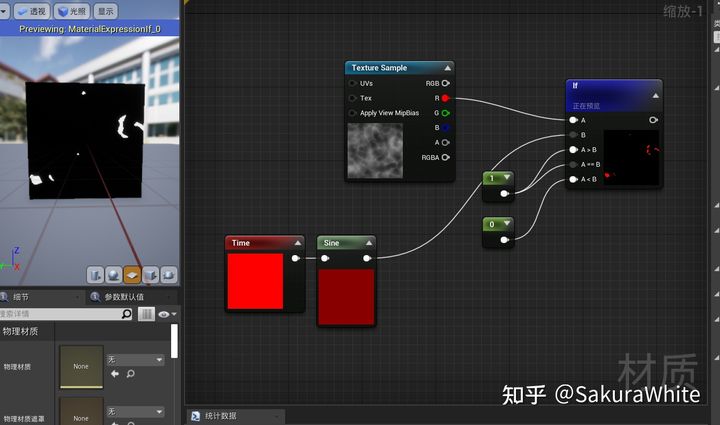 透视
光照
显示
Previewing: MaterialExpressionIf_0
缩放-1
Texture Sample
UVs
RGB
Tex
R
Apply View MipBias
G
B
A
RGBA
If
正在预览
A
B
A > B
A == B
A < B
1
0
Time
Sine
Z
X
细节
参数默认值
搜索详情
物理材质
物理材质
None
无
物理材质遮罩
None
无
材质
统计数据
知乎 @SakuraWhite